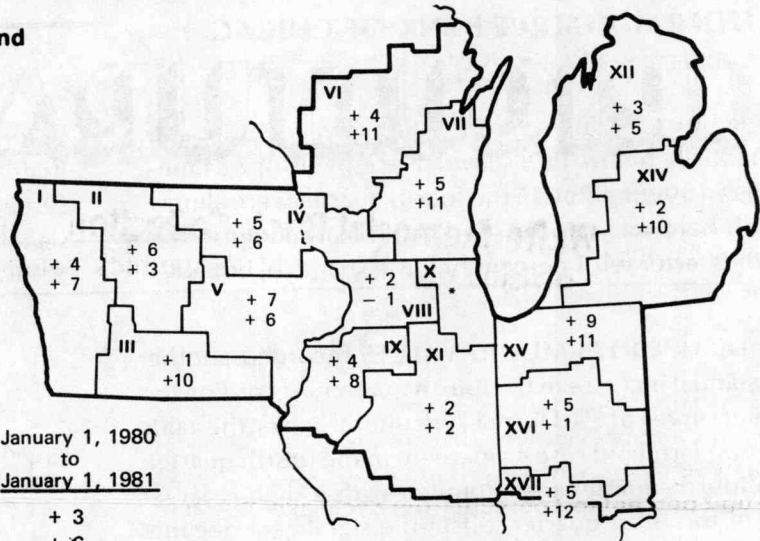 nd
XII
+ 3
+ 5
VI
+ 4
+11
VII
+ 5
+11
XIV
+ 2
+10
I
4
+ 7
II
+ 6
+ 3
IV
+ 5
+ 6
V
+ 7
+ 6
III
1
+10
X
*
+ 2
– 1
VIII
IX
4
+ 8
XI
+ 2
+ 2
XV
+ 9
+11
XVI
+ 5
+ 1
XVII
+ 5
+12
January 1, 1980
to
January 1, 1981
+ 3